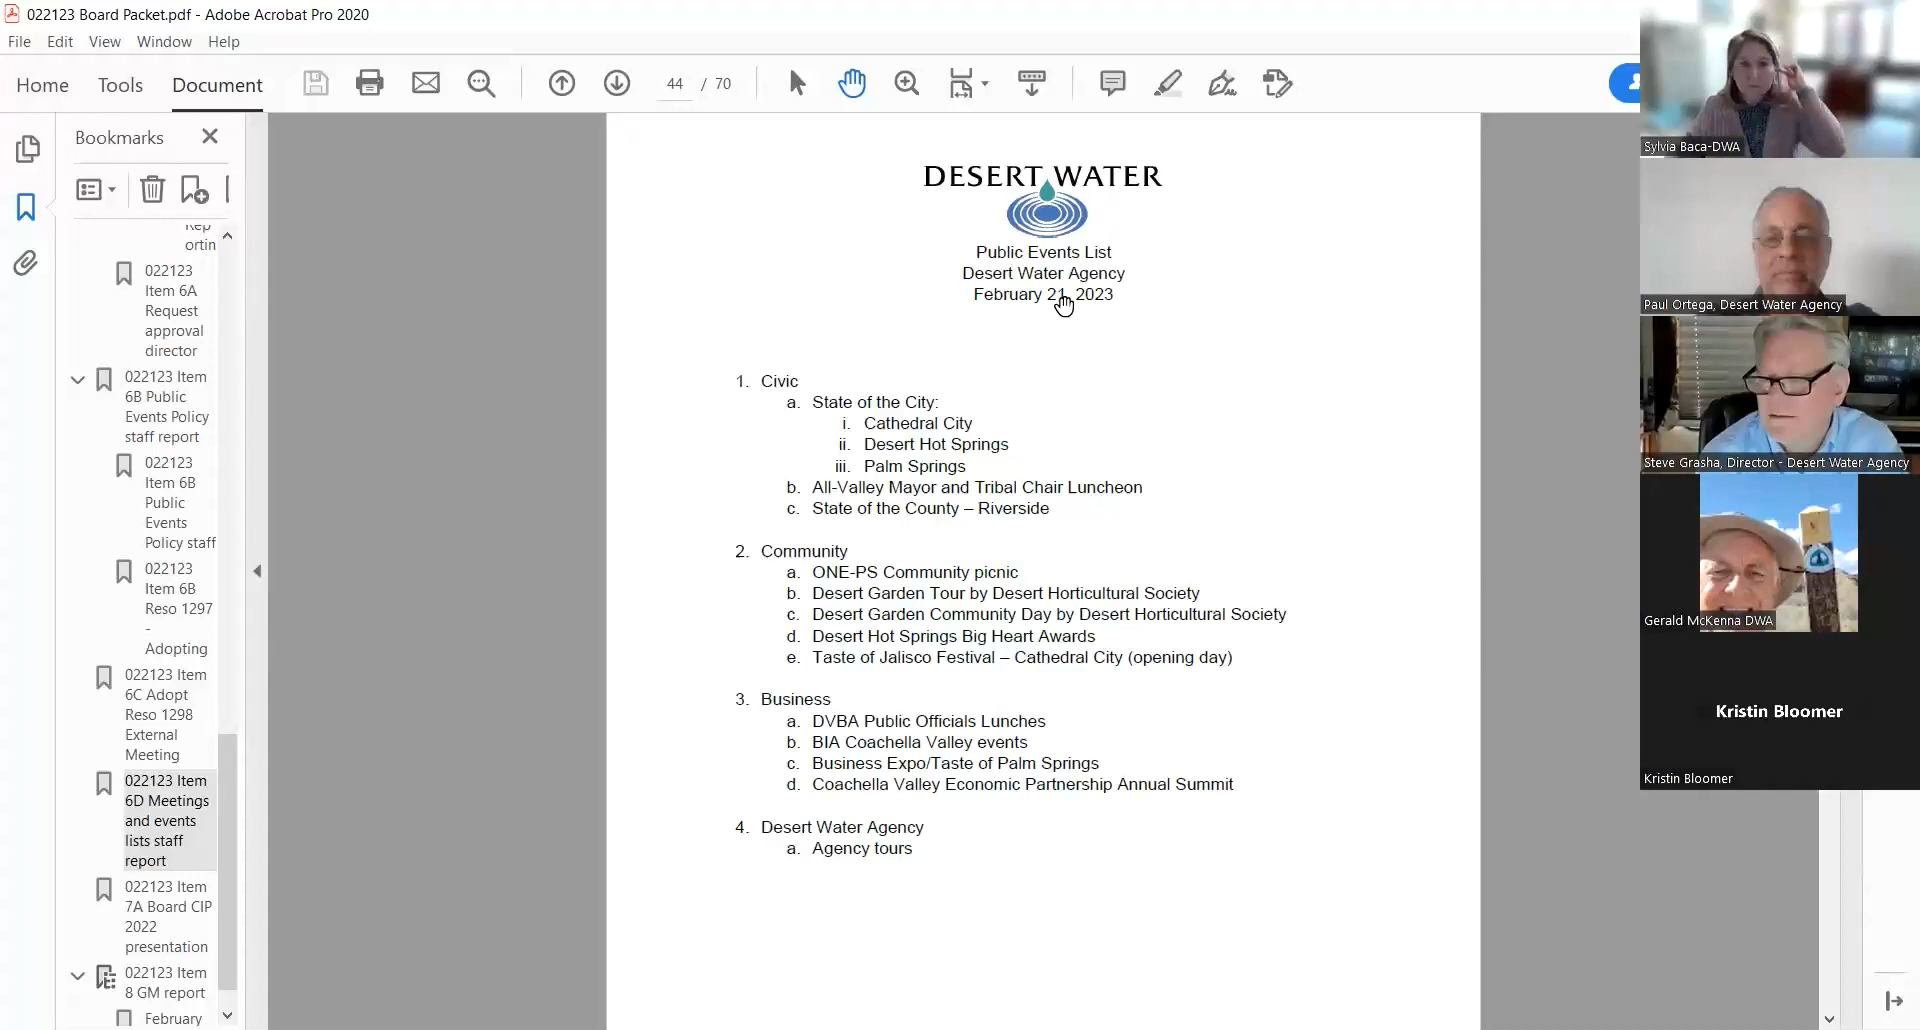 022123 Board Packet.pdf - Adobe Acrobat Pro 2020
File Edit View Window Help
Home Tools Document
44 / 70
Bookmarks
ortin
022123
Item 6A
Request
approval
director
022123 Item
6B Public
Events Policy
staff report
022123
Item 6B
Public
Events
Policy staff
022123
Item 6B
Reso 1297
-
Adopting
022123 Item
6C Adopt
Reso 1298
External
Meeting
022123 Item
6D Meetings
and events
lists staff
report
022123 Item
7A Board CIP
2022
presentation
022123 Item
8 GM report
February
DESERT WATER
Public Events List
Desert Water Agency
February 21, 2023
1. Civic
a. State of the City:
i. Cathedral City
ii. Desert Hot Springs
iii. Palm Springs
b. All-Valley Mayor and Tribal Chair Luncheon
c. State of the County – Riverside
2. Community
a. ONE-PS Community picnic
b. Desert Garden Tour by Desert Horticultural Society
c. Desert Garden Community Day by Desert Horticultural Society
d. Desert Hot Springs Big Heart Awards
e. Taste of Jalisco Festival – Cathedral City (opening day)
3. Business
a. DVBA Public Officials Lunches
b. BIA Coachella Valley events
c. Business Expo/Taste of Palm Springs
d. Coachella Valley Economic Partnership Annual Summit
4. Desert Water Agency
a. Agency tours
Sylvia Baca-DWA
Paul Ortega, Desert Water Agency
Steve Grasha, Director - Desert Water Agency
Gerald McKenna DWA
Kristin Bloomer
Kristin Bloomer